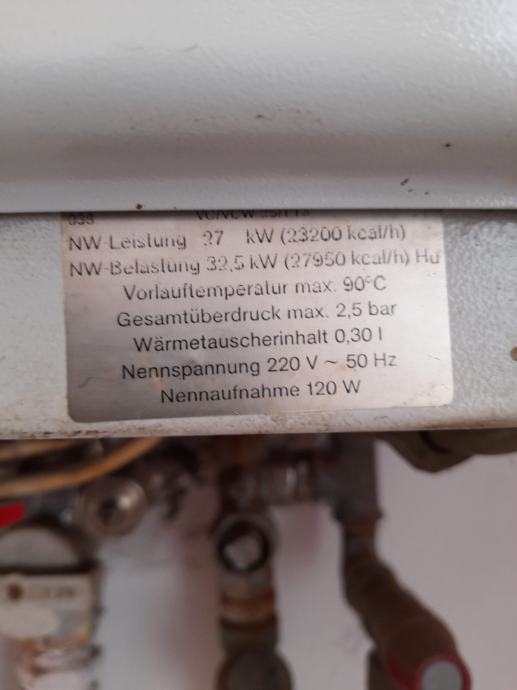 NW-Leistung 27 kW (23200 kcal/h)
NW-Belastung 32,5 kW (27950 kcal/h) Hu
Vorlauftemperatur max. 90°C
Gesamtüberdruck max. 2,5 bar
Wärmetauscherinhalt 0,30 l
Nennspannung 220 V ~ 50 Hz
Nennaufnahme 120 W